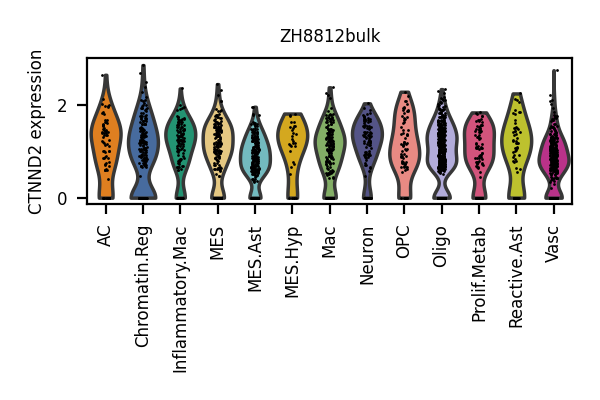 ZH8812bulk
CTNND2 expression
2
0
AC
Chromatin.Reg
Inflammatory.Mac
MES
MES.Ast
MES.Hyp
Mac
Neuron
OPC
Oligo
Prolif.Metab
Reactive.Ast
Vasc